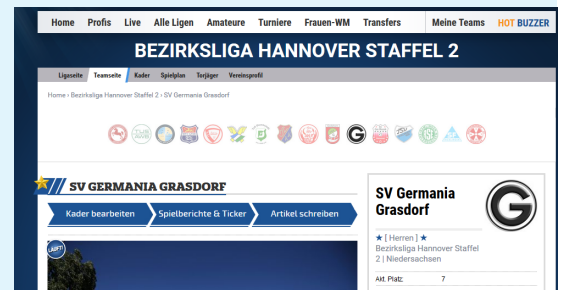 Home Profis Live Alle Ligen Amateure Turniere Frauen-WM Transfers Meine Teams HOT BUZZER
BEZIRKSLIGA HANNOVER STAFFEL 2
Ligaseite Teamseite Kader Spielplan Torjäger Vereinsprofil
Home › Bezirksliga Hannover Staffel 2 › SV Germania Grasdorf
SV GERMANIA GRASDORF
Kader bearbeiten Spielberichte & Ticker Artikel schreiben
LÄUFT!
SV Germania
Grasdorf
G
★ [ Herren ] ★
Bezirksliga Hannover Staffel
2 | Niedersachsen
Akt. Platz: 7